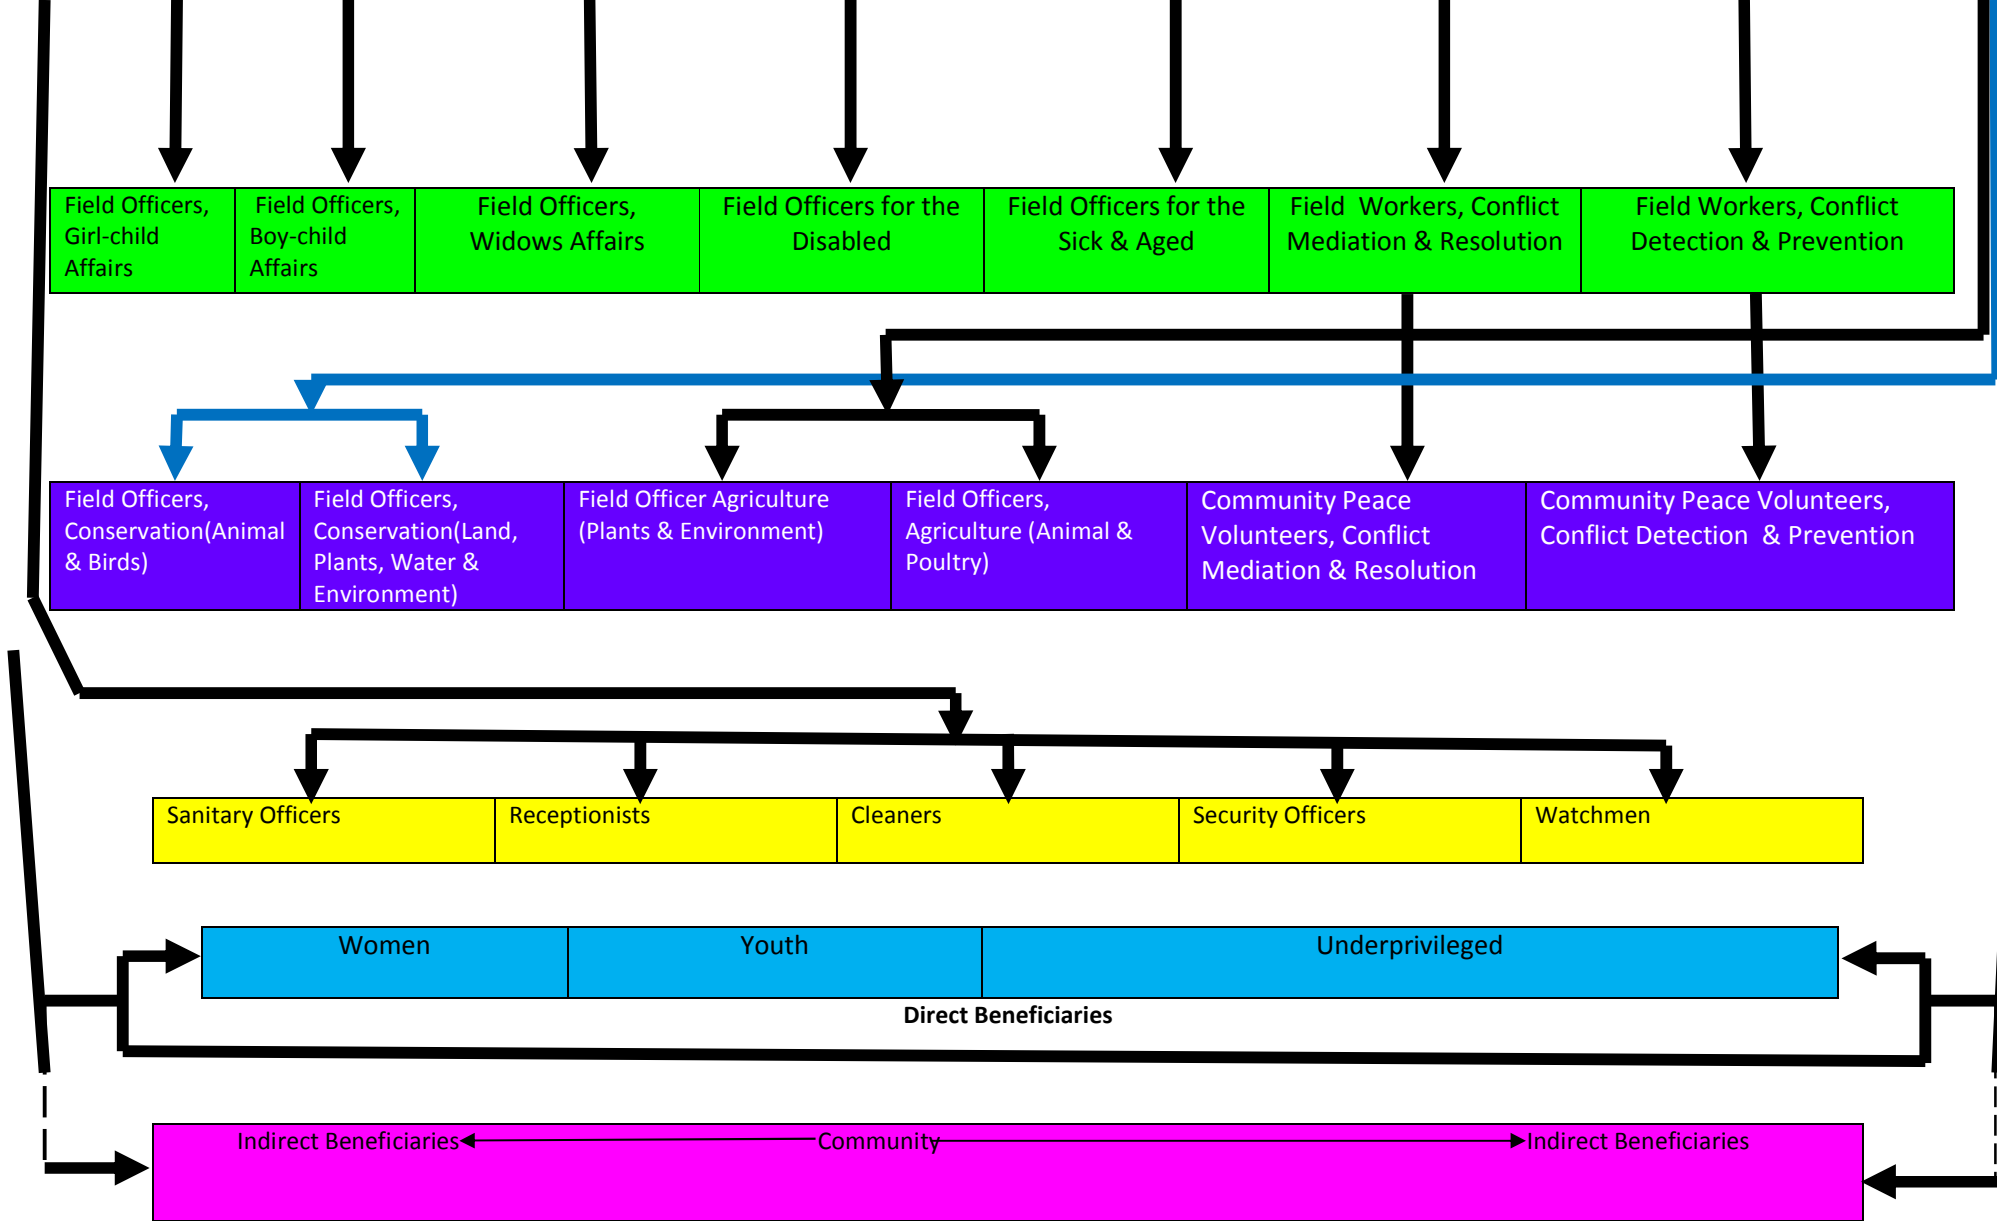 Field Officers,
Girl-child
Affairs
Field Officers,
Boy-child
Affairs
Field Officers,
Widows Affairs
Field Officers for the
Disabled
Field Officers for the
Sick & Aged
Field  Workers, Conflict
Mediation & Resolution
Field Workers, Conflict
Detection & Prevention
Field Officers,
Conservation(Animal
& Birds)
Field Officers,
Conservation(Land,
Plants, Water &
Environment)
Field Officer Agriculture
(Plants & Environment)
Field Officers,
Agriculture (Animal &
Poultry)
Community Peace
Volunteers, Conflict
Mediation & Resolution
Community Peace Volunteers,
Conflict Detection  & Prevention
Sanitary Officers
Receptionists
Cleaners
Security Officers
Watchmen
Women
Youth
Underprivileged
Direct Beneficiaries
Indirect Beneficiaries
Community
Indirect Beneficiaries